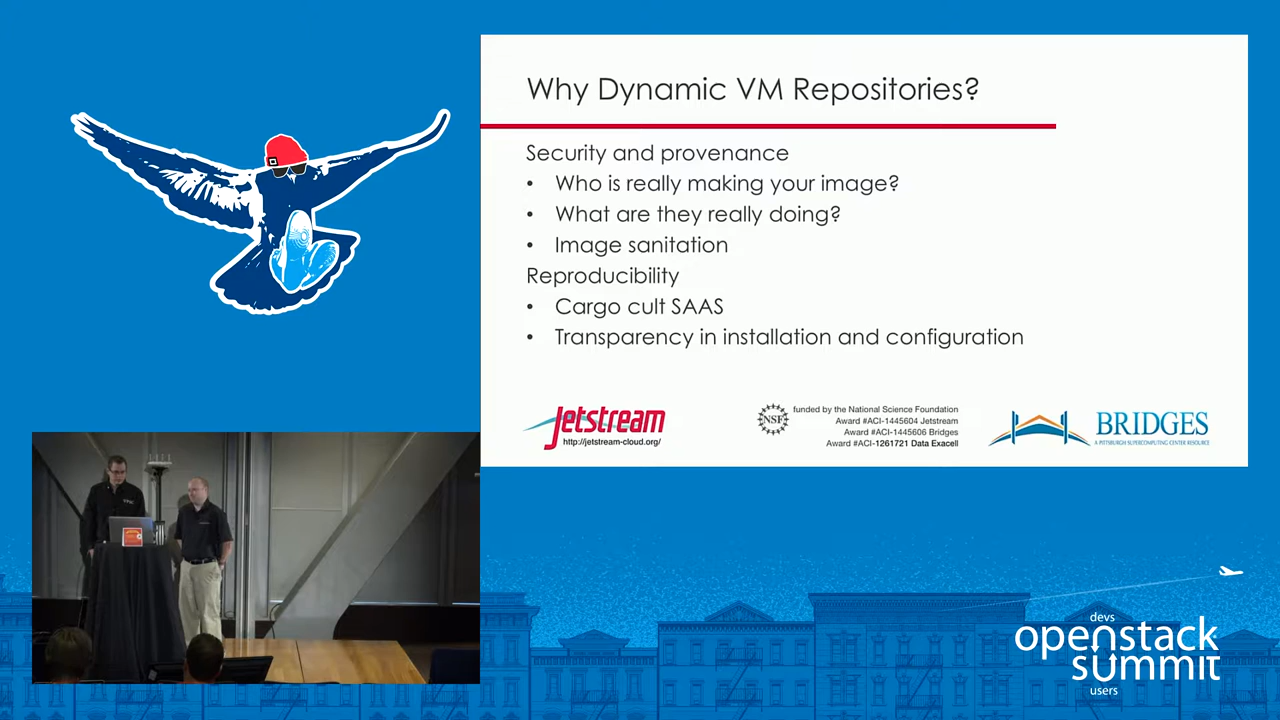 Why Dynamic VM Repositories?
Security and provenance
• Who is really making your image?
• What are they really doing?
• Image sanitation
Reproducibility
• Cargo cult SAAS
• Transparency in installation and configuration
Jetstream
http://jetstream-cloud.org/
NSF
funded by the National Science Foundation
Award #ACI-1445604 Jetstream
Award #ACI-1445606 Bridges
Award #ACI-1261721 Data Exacell
BRIDGES
A PITTSBURGH SUPERCOMPUTING CENTER RESOURCE
devs
openstack
summit
users